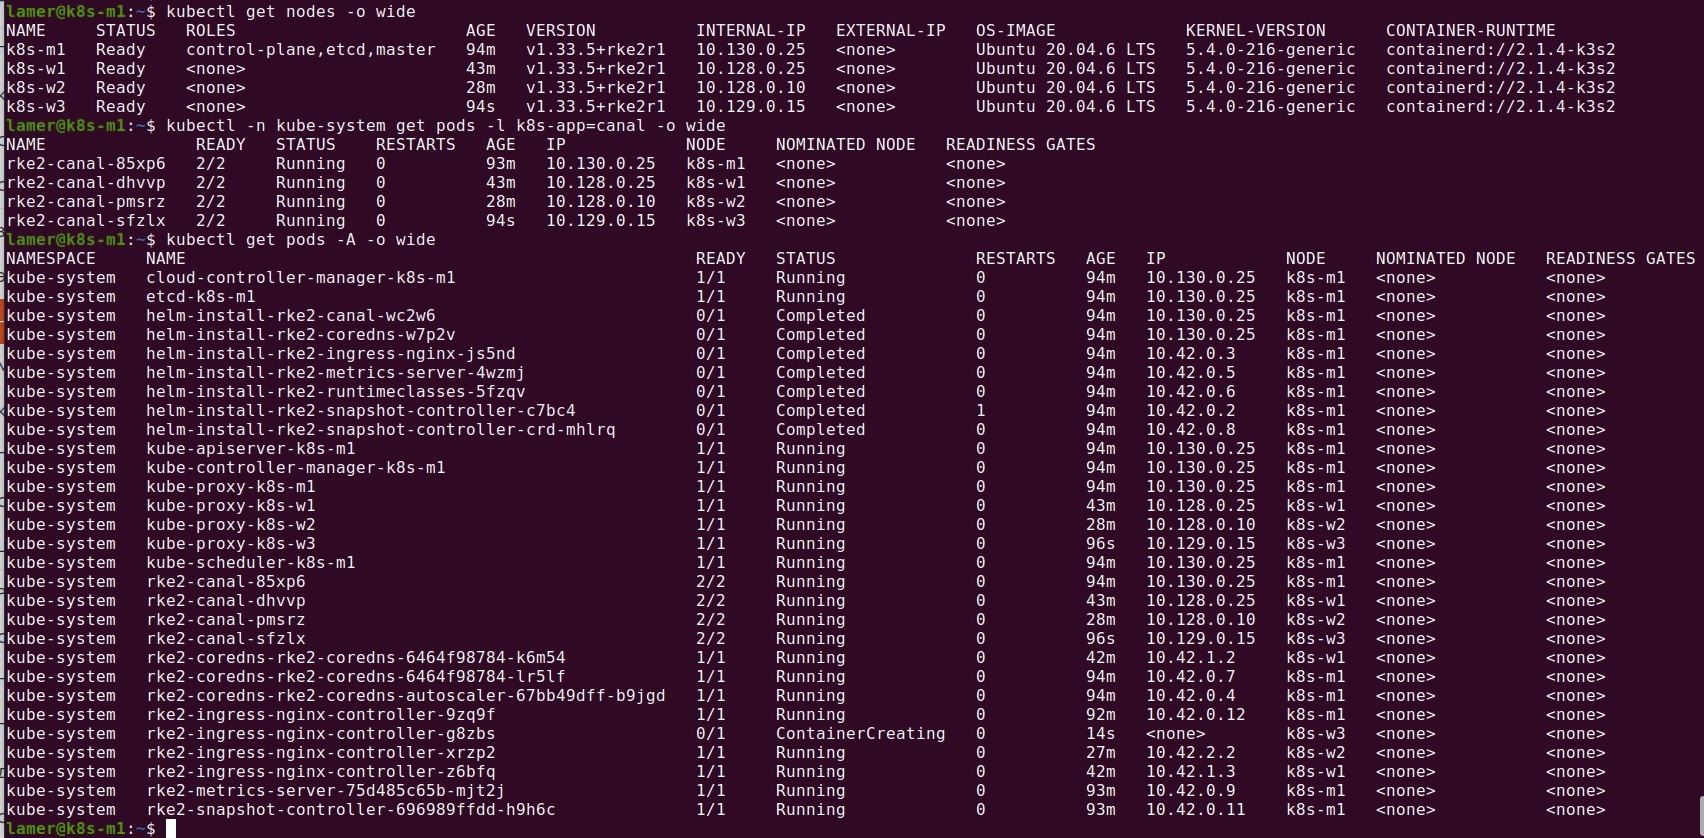 lamer@k8s-m1:~$ kubectl get nodes -o wide
NAME     STATUS   ROLES                       AGE   VERSION          INTERNAL-IP   EXTERNAL-IP   OS-IMAGE             KERNEL-VERSION      CONTAINER-RUNTIME
k8s-m1   Ready    control-plane,etcd,master   94m   v1.33.5+rke2r1   10.130.0.25   <none>        Ubuntu 20.04.6 LTS   5.4.0-216-generic   containerd://2.1.4-k3s2
k8s-w1   Ready    <none>                      43m   v1.33.5+rke2r1   10.128.0.25   <none>        Ubuntu 20.04.6 LTS   5.4.0-216-generic   containerd://2.1.4-k3s2
k8s-w2   Ready    <none>                      28m   v1.33.5+rke2r1   10.128.0.10   <none>        Ubuntu 20.04.6 LTS   5.4.0-216-generic   containerd://2.1.4-k3s2
k8s-w3   Ready    <none>                      94s   v1.33.5+rke2r1   10.129.0.15   <none>        Ubuntu 20.04.6 LTS   5.4.0-216-generic   containerd://2.1.4-k3s2
lamer@k8s-m1:~$ kubectl -n kube-system get pods -l k8s-app=canal -o wide
NAME               READY   STATUS    RESTARTS   AGE   IP            NODE     NOMINATED NODE   READINESS GATES
rke2-canal-85xp6   2/2     Running   0          93m   10.130.0.25   k8s-m1   <none>           <none>
rke2-canal-dhvvp   2/2     Running   0          43m   10.128.0.25   k8s-w1   <none>           <none>
rke2-canal-pmsrz   2/2     Running   0          28m   10.128.0.10   k8s-w2   <none>           <none>
rke2-canal-sfzlx   2/2     Running   0          94s   10.129.0.15   k8s-w3   <none>           <none>
lamer@k8s-m1:~$ kubectl get pods -A -o wide
NAMESPACE     NAME                                                   READY   STATUS              RESTARTS   AGE   IP            NODE     NOMINATED NODE   READINESS GATES
kube-system   cloud-controller-manager-k8s-m1                        1/1     Running             0          94m   10.130.0.25   k8s-m1   <none>           <none>
kube-system   etcd-k8s-m1                                            1/1     Running             0          94m   10.130.0.25   k8s-m1   <none>           <none>
kube-system   helm-install-rke2-canal-wc2w6                          0/1     Completed           0          94m   10.130.0.25   k8s-m1   <none>           <none>
kube-system   helm-install-rke2-coredns-w7p2v                        0/1     Completed           0          94m   10.130.0.25   k8s-m1   <none>           <none>
kube-system   helm-install-rke2-ingress-nginx-js5nd                  0/1     Completed           0          94m   10.42.0.3     k8s-m1   <none>           <none>
kube-system   helm-install-rke2-metrics-server-4wzmj                 0/1     Completed           0          94m   10.42.0.5     k8s-m1   <none>           <none>
kube-system   helm-install-rke2-runtimeclasses-5fzqv                 0/1     Completed           0          94m   10.42.0.6     k8s-m1   <none>           <none>
kube-system   helm-install-rke2-snapshot-controller-c7bc4            0/1     Completed           1          94m   10.42.0.2     k8s-m1   <none>           <none>
kube-system   helm-install-rke2-snapshot-controller-crd-mhlrq        0/1     Completed           0          94m   10.42.0.8     k8s-m1   <none>           <none>
kube-system   kube-apiserver-k8s-m1                                  1/1     Running             0          94m   10.130.0.25   k8s-m1   <none>           <none>
kube-system   kube-controller-manager-k8s-m1                         1/1     Running             0          94m   10.130.0.25   k8s-m1   <none>           <none>
kube-system   kube-proxy-k8s-m1                                      1/1     Running             0          94m   10.130.0.25   k8s-m1   <none>           <none>
kube-system   kube-proxy-k8s-w1                                      1/1     Running             0          43m   10.128.0.25   k8s-w1   <none>           <none>
kube-system   kube-proxy-k8s-w2                                      1/1     Running             0          28m   10.128.0.10   k8s-w2   <none>           <none>
kube-system   kube-proxy-k8s-w3                                      1/1     Running             0          96s   10.129.0.15   k8s-w3   <none>           <none>
kube-system   kube-scheduler-k8s-m1                                  1/1     Running             0          94m   10.130.0.25   k8s-m1   <none>           <none>
kube-system   rke2-canal-85xp6                                       2/2     Running             0          94m   10.130.0.25   k8s-m1   <none>           <none>
kube-system   rke2-canal-dhvvp                                       2/2     Running             0          43m   10.128.0.25   k8s-w1   <none>           <none>
kube-system   rke2-canal-pmsrz                                       2/2     Running             0          28m   10.128.0.10   k8s-w2   <none>           <none>
kube-system   rke2-canal-sfzlx                                       2/2     Running             0          96s   10.129.0.15   k8s-w3   <none>           <none>
kube-system   rke2-coredns-rke2-coredns-6464f98784-k6m54             1/1     Running             0          42m   10.42.1.2     k8s-w1   <none>           <none>
kube-system   rke2-coredns-rke2-coredns-6464f98784-lr5lf             1/1     Running             0          94m   10.42.0.7     k8s-m1   <none>           <none>
kube-system   rke2-coredns-rke2-coredns-autoscaler-67bb49dff-b9jgd   1/1     Running             0          94m   10.42.0.4     k8s-m1   <none>           <none>
kube-system   rke2-ingress-nginx-controller-9zq9f                    1/1     Running             0          92m   10.42.0.12    k8s-m1   <none>           <none>
kube-system   rke2-ingress-nginx-controller-g8zbs                    0/1     ContainerCreating   0          14s   <none>        k8s-w3   <none>           <none>
kube-system   rke2-ingress-nginx-controller-xrzp2                    1/1     Running             0          27m   10.42.2.2     k8s-w2   <none>           <none>
kube-system   rke2-ingress-nginx-controller-z6bfq                    1/1     Running             0          42m   10.42.1.3     k8s-w1   <none>           <none>
kube-system   rke2-metrics-server-75d485c65b-mjt2j                   1/1     Running             0          93m   10.42.0.9     k8s-m1   <none>           <none>
kube-system   rke2-snapshot-controller-696989ffdd-h9h6c              1/1     Running             0          93m   10.42.0.11    k8s-m1   <none>           <none>
lamer@k8s-m1:~$